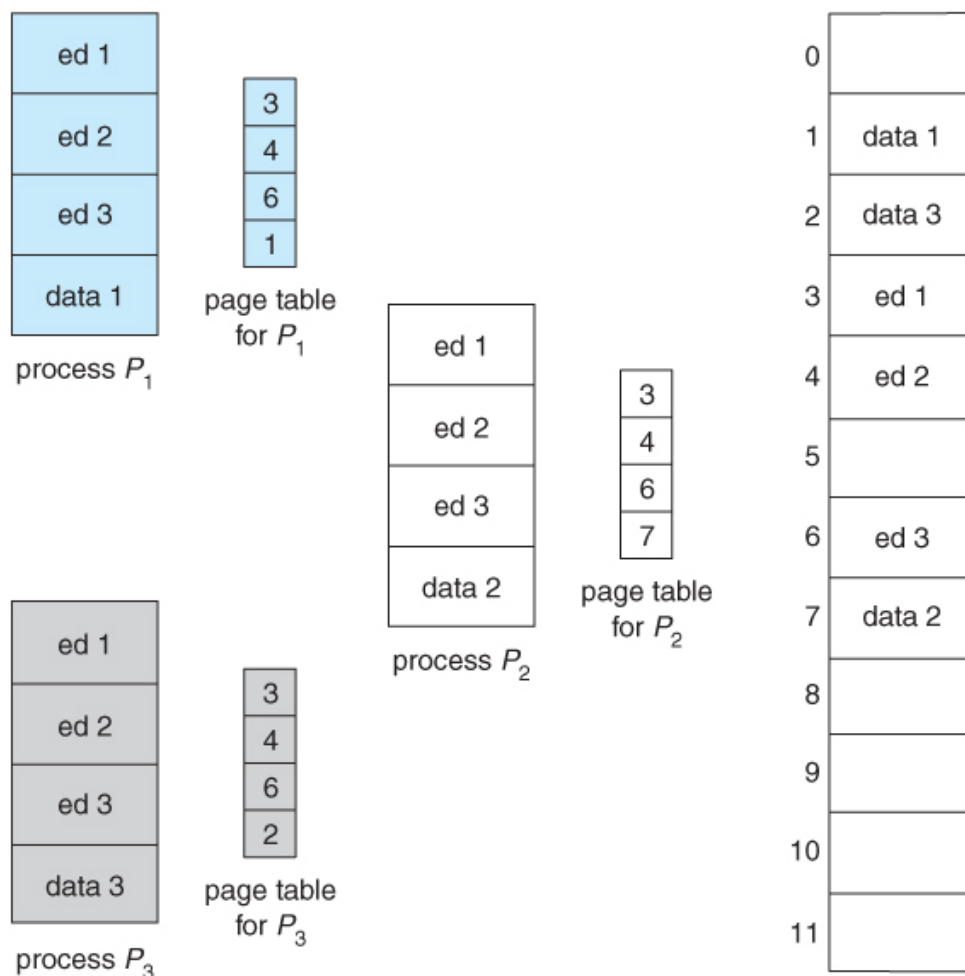 ed 1
ed 2
ed 3
data 1
process P1
3
4
6
1
page table
for P1
ed 1
ed 2
ed 3
data 2
process P2
3
4
6
7
page table
for P2
ed 1
ed 2
ed 3
data 3
process P3
3
4
6
2
page table
for P3
0
1 data 1
2 data 3
3 ed 1
4 ed 2
5
6 ed 3
7 data 2
8
9
10
11